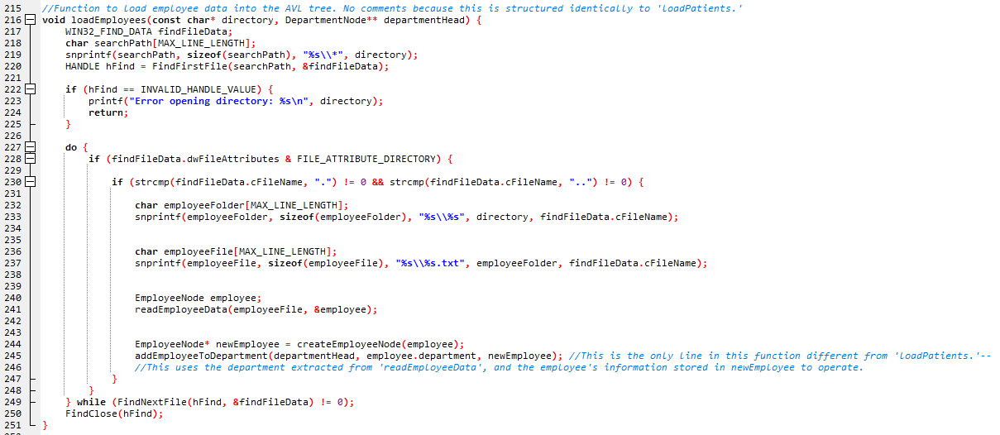 215 //Function to load employee data into the AVL tree. No comments because this is structured identically to 'loadPatients.'
216 void loadEmployees(const char* directory, DepartmentNode** departmentHead) {
217     WIN32_FIND_DATA findFileData;
218     char searchPath[MAX_LINE_LENGTH];
219     snprintf(searchPath, sizeof(searchPath), "%s\\*", directory);
220     HANDLE hFind = FindFirstFile(searchPath, &findFileData);
221
222     if (hFind == INVALID_HANDLE_VALUE) {
223         printf("Error opening directory: %s\n", directory);
224         return;
225     }
226
227     do {
228         if (findFileData.dwFileAttributes & FILE_ATTRIBUTE_DIRECTORY) {
229
230             if (strcmp(findFileData.cFileName, ".") != 0 && strcmp(findFileData.cFileName, "..") != 0) {
231
232                 char employeeFolder[MAX_LINE_LENGTH];
233                 snprintf(employeeFolder, sizeof(employeeFolder), "%s\\%s", directory, findFileData.cFileName);
234
235
236                 char employeeFile[MAX_LINE_LENGTH];
237                 snprintf(employeeFile, sizeof(employeeFile), "%s\\%s.txt", employeeFolder, findFileData.cFileName);
238
239
240                 EmployeeNode employee;
241                 readEmployeeData(employeeFile, &employee);
242
243
244                 EmployeeNode* newEmployee = createEmployeeNode(employee);
245                 addEmployeeToDepartment(departmentHead, employee.department, newEmployee); //This is the only line in this function different from 'loadPatients.'--
246                 //This uses the department extracted from 'readEmployeeData', and the employee's information stored in newEmployee to operate.
247             }
248         }
249     } while (FindNextFile(hFind, &findFileData) != 0);
250     FindClose(hFind);
251 }